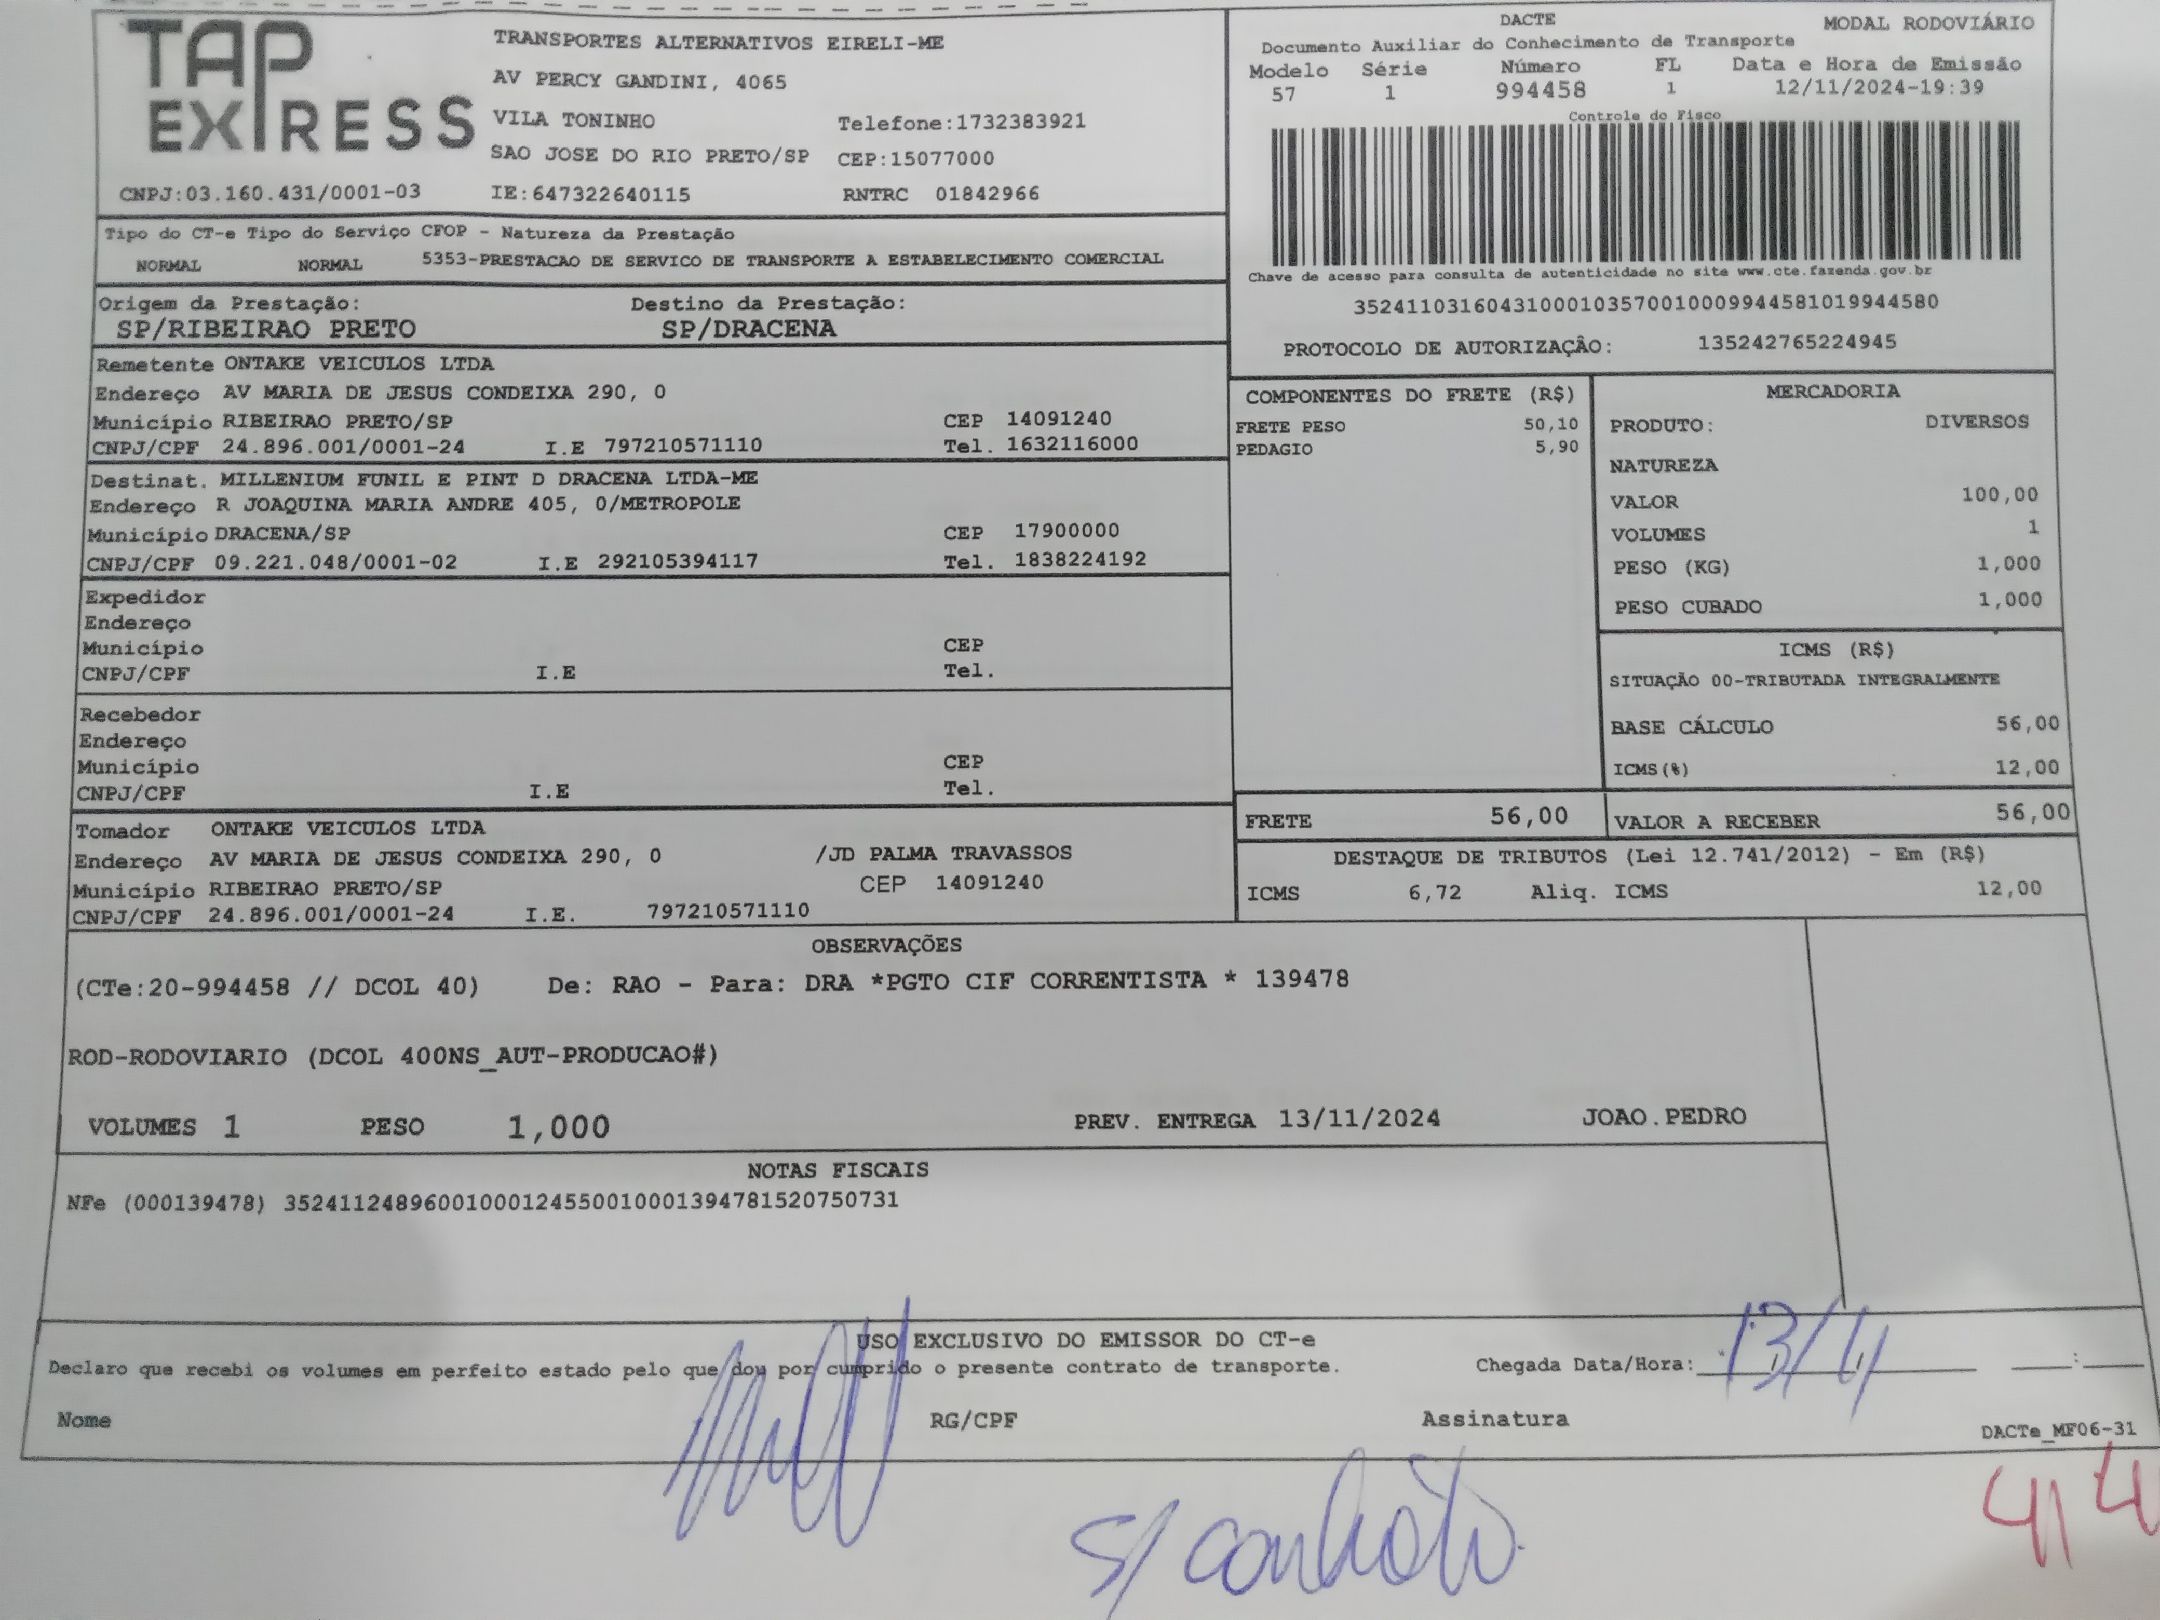 TAP EXPRESS
TRANSPORTES ALTERNATIVOS EIRELI-ME
AV PERCY GANDINI, 4065
VILA TONINHO Telefone:1732383921
SAO JOSE DO RIO PRETO/SP CEP:15077000
CNPJ:03.160.431/0001-03 IE:647322640115 RNTRC 01842966
DACTE MODAL RODOVIÁRIO
Documento Auxiliar do Conhecimento de Transporte
Modelo Série Número FL Data e Hora de Emissão
57 1 994458 1 12/11/2024-19:39
Controle do Fisco
Chave de acesso para consulta de autenticidade no site www.cte.fazenda.gov.br
35241103160431000103570010009944581019944580
PROTOCOLO DE AUTORIZAÇÃO: 135242765224945
Tipo do CT-e Tipo do Serviço CFOP - Natureza da Prestação
NORMAL NORMAL 5353-PRESTACAO DE SERVICO DE TRANSPORTE A ESTABELECIMENTO COMERCIAL
Origem da Prestação: Destino da Prestação:
SP/RIBEIRAO PRETO SP/DRACENA
Remetente ONTAKE VEICULOS LTDA
Endereço AV MARIA DE JESUS CONDEIXA 290, 0
Município RIBEIRAO PRETO/SP CEP 14091240
CNPJ/CPF 24.896.001/0001-24 I.E 797210571110 Tel. 1632116000
Destinat. MILLENIUM FUNIL E PINT D DRACENA LTDA-ME
Endereço R JOAQUINA MARIA ANDRE 405, 0/METROPOLE
Município DRACENA/SP CEP 17900000
CNPJ/CPF 09.221.048/0001-02 I.E 292105394117 Tel. 1838224192
Expedidor
Endereço
Município CEP
CNPJ/CPF I.E Tel.
Recebedor
Endereço
Município CEP
CNPJ/CPF I.E Tel.
Tomador ONTAKE VEICULOS LTDA
Endereço AV MARIA DE JESUS CONDEIXA 290, 0 /JD PALMA TRAVASSOS
Município RIBEIRAO PRETO/SP CEP 14091240
CNPJ/CPF 24.896.001/0001-24 I.E. 797210571110
COMPONENTES DO FRETE (R$)
FRETE PESO 50,10
PEDAGIO 5,90
MERCADORIA
PRODUTO: DIVERSOS
NATUREZA
VALOR 100,00
VOLUMES 1
PESO (KG) 1,000
PESO CUBADO 1,000
ICMS (R$)
SITUAÇÃO 00-TRIBUTADA INTEGRALMENTE
BASE CÁLCULO 56,00
ICMS(%) 12,00
FRETE 56,00 VALOR A RECEBER 56,00
DESTAQUE DE TRIBUTOS (Lei 12.741/2012) - Em (R$)
ICMS 6,72 Aliq. ICMS 12,00
OBSERVAÇÕES
(CTe:20-994458 // DCOL 40) De: RAO - Para: DRA *PGTO CIF CORRENTISTA * 139478
ROD-RODOVIARIO (DCOL 400NS_AUT-PRODUCAO#)
VOLUMES 1 PESO 1,000 PREV. ENTREGA 13/11/2024 JOAO.PEDRO
NOTAS FISCAIS
NFe (000139478) 35241124896001000124550010001394781520750731
USO EXCLUSIVO DO EMISSOR DO CT-e
Declaro que recebi os volumes em perfeito estado pelo que dou por cumprido o presente contrato de transporte. Chegada Data/Hora: 13/11
Nome RG/CPF Assinatura
DACTe_MF06-31
s/ canhoto